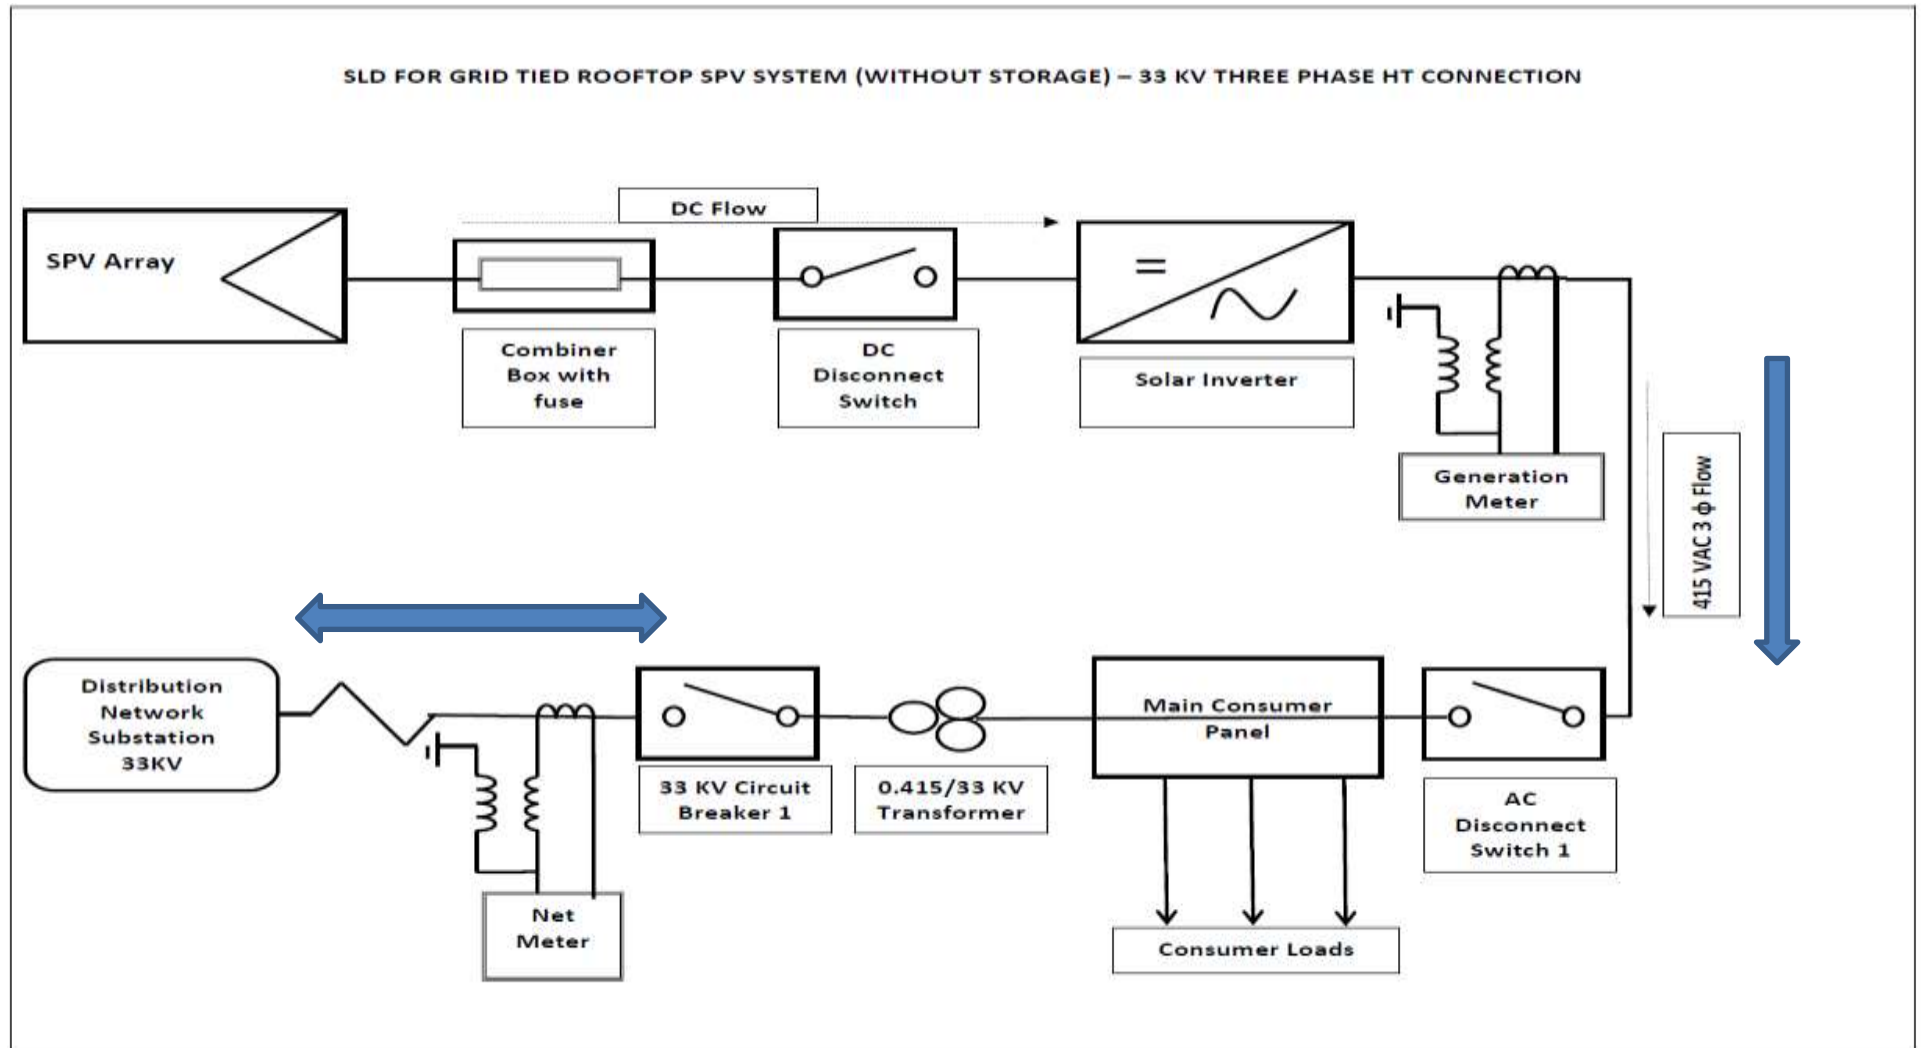 SLD FOR GRID TIED ROOFTOP SPV SYSTEM (WITHOUT STORAGE) – 33 KV THREE PHASE HT CONNECTION
DC Flow
SPV Array
Combiner
Box with
fuse
DC
Disconnect
Switch
Solar Inverter
Generation
Meter
415 VAC 3 ф Flow
Distribution
Network
Substation
33KV
Net
Meter
33 KV Circuit
Breaker 1
0.415/33 KV
Transformer
Main Consumer
Panel
Consumer Loads
AC
Disconnect
Switch 1